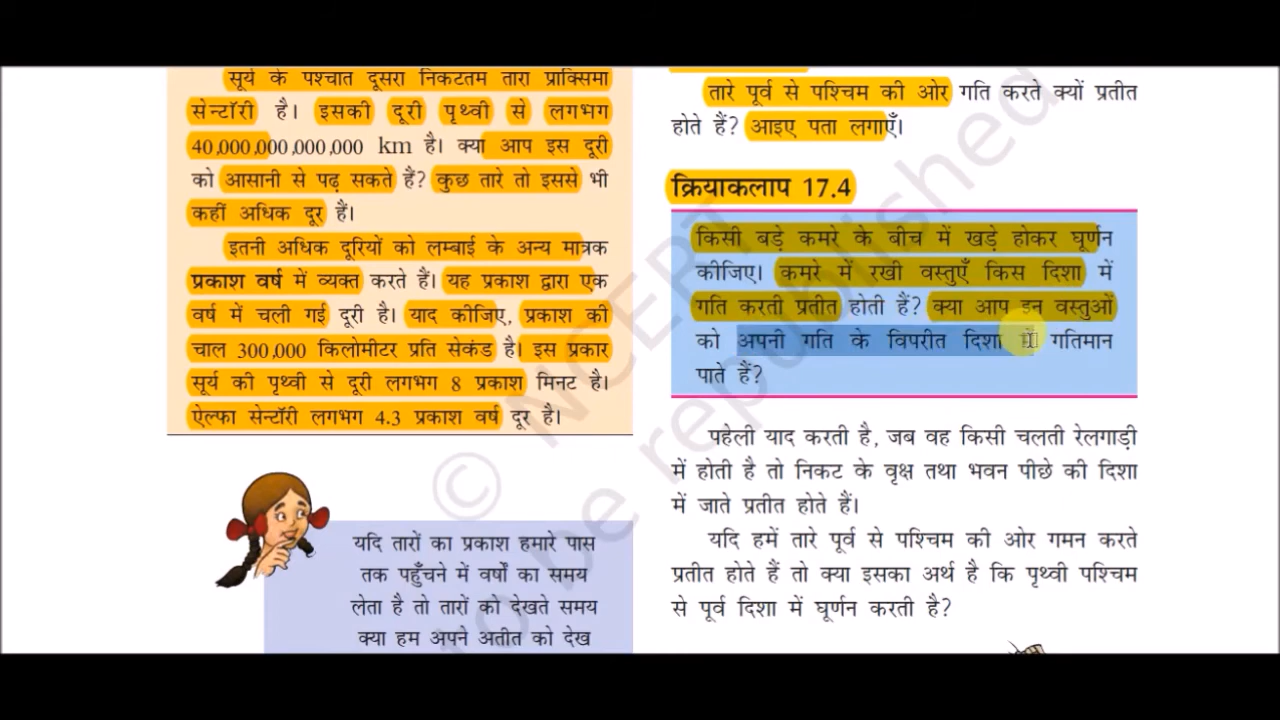 सूर्य के पश्चात दूसरा निकटतम तारा प्राक्सिमा
सेन्टॉरी है। इसकी दूरी पृथ्वी से लगभग
40,000,000,000,000 km है। क्या आप इस दूरी
को आसानी से पढ़ सकते हैं? कुछ तारे तो इससे भी
कहीं अधिक दूर हैं।
इतनी अधिक दूरियों को लम्बाई के अन्य मात्रक
प्रकाश वर्ष में व्यक्त करते हैं। यह प्रकाश द्वारा एक
वर्ष में चली गई दूरी है। याद कीजिए, प्रकाश की
चाल 300,000 किलोमीटर प्रति सेकंड है। इस प्रकार
सूर्य की पृथ्वी से दूरी लगभग 8 प्रकाश मिनट है।
ऐल्फा सेन्टॉरी लगभग 4.3 प्रकाश वर्ष दूर है।
यदि तारों का प्रकाश हमारे पास
तक पहुँचने में वर्षों का समय
लेता है तो तारों को देखते समय
क्या हम अपने अतीत को देख
तारे पूर्व से पश्चिम की ओर गति करते क्यों प्रतीत
होते हैं? आइए पता लगाएँ।
क्रियाकलाप 17.4
किसी बड़े कमरे के बीच में खड़े होकर घूर्णन
कीजिए। कमरे में रखी वस्तुएँ किस दिशा में
गति करती प्रतीत होती हैं? क्या आप इन वस्तुओं
को अपनी गति के विपरीत दिशा में गतिमान
पाते हैं?
पहेली याद करती है, जब वह किसी चलती रेलगाड़ी
में होती है तो निकट के वृक्ष तथा भवन पीछे की दिशा
में जाते प्रतीत होते हैं।
यदि हमें तारे पूर्व से पश्चिम की ओर गमन करते
प्रतीत होते हैं तो क्या इसका अर्थ है कि पृथ्वी पश्चिम
से पूर्व दिशा में घूर्णन करती है?
© NCERT
to be republished